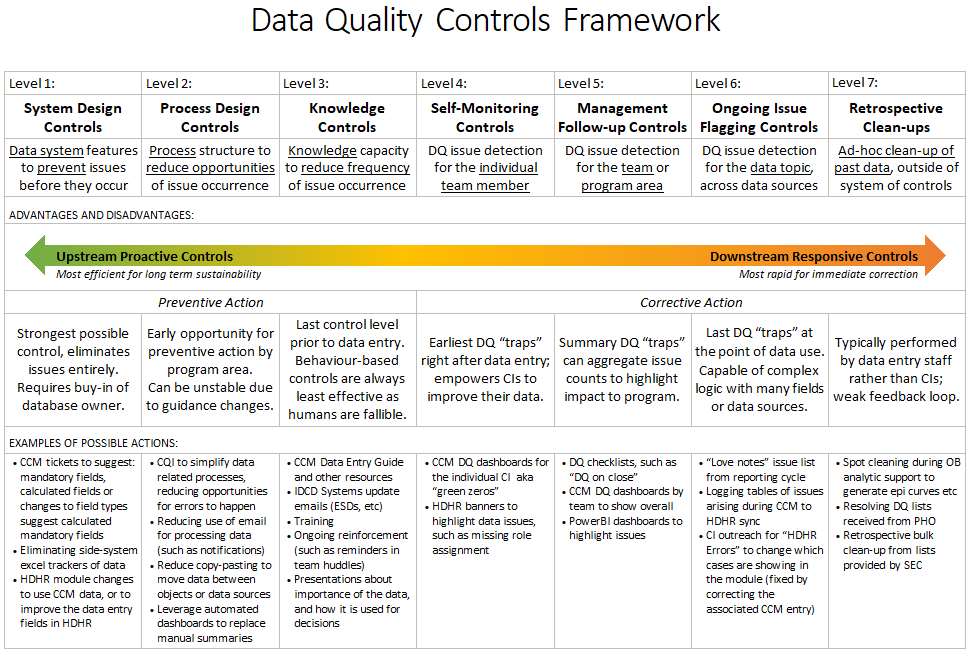 Data Quality Controls Framework
Level 1:
Level 2:
Level 3:
Level 4:
Level 5:
Level 6:
Level 7:
System Design
Controls
Process Design
Controls
Knowledge
Controls
Self-Monitoring
Controls
Management
Follow-up Controls
Ongoing Issue
Flagging Controls
Retrospective
Clean-ups
Data system features
to prevent issues
before they occur
Process structure to
reduce opportunities
of issue occurrence
Knowledge capacity
to reduce frequency
of issue occurrence
DQ issue detection
for the individual
team member
DQ issue detection
for the team or
program area
DQ issue detection
for the data topic,
across data sources
Ad-hoc clean-up of
past data, outside of
system of controls
ADVANTAGES AND DISADVANTAGES:
Upstream Proactive Controls
Most efficient for long term sustainability
Downstream Responsive Controls
Most rapid for immediate correction
Preventive Action
Corrective Action
Strongest possible
control, eliminates
issues entirely.
Requires buy-in of
database owner.
Early opportunity for
preventive action by
program area.
Can be unstable due
to guidance changes.
Last control level
prior to data entry.
Behaviour-based
controls are always
least effective as
humans are fallible.
Earliest DQ “traps”
right after data entry;
empowers CIs to
improve their data.
Summary DQ “traps”
can aggregate issue
counts to highlight
impact to program.
Last DQ “traps” at
the point of data use.
Capable of complex
logic with many fields
or data sources.
Typically performed
by data entry staff
rather than CIs;
weak feedback loop.
EXAMPLES OF POSSIBLE ACTIONS:
• CCM tickets to suggest:
mandatory fields,
calculated fields or
changes to field types
suggest calculated
mandatory fields
• Eliminating side-system
excel trackers of data
• HDHR module changes
to use CCM data, or to
improve the data entry
fields in HDHR
• CQI to simplify data
related processes,
reducing opportunities
for errors to happen
• Reducing use of email
for processing data
(such as notifications)
• Reduce copy-pasting to
move data between
objects or data sources
• Leverage automated
dashboards to replace
manual summaries
• CCM Data Entry Guide
and other resources
• IDCD Systems update
emails (ESDs, etc)
• Training
• Ongoing reinforcement
(such as reminders in
team huddles)
• Presentations about
importance of the data,
and how it is used for
decisions
• CCM DQ dashboards for
the individual CI aka
“green zeros”
• HDHR banners to
highlight data issues,
such as missing role
assignment
• DQ checklists, such as
“DQ on close”
• CCM DQ dashboards by
team to show overall
• PowerBI dashboards to
highlight issues
• “Love notes” issue list
from reporting cycle
• Logging tables of issues
arising during CCM to
HDHR sync
• CI outreach for “HDHR
Errors” to change which
cases are showing in
the module (fixed by
correcting the
associated CCM entry)
• Spot cleaning during OB
analytic support to
generate epi curves etc
• Resolving DQ lists
received from PHO
• Retrospective bulk
clean-up from lists
provided by SEC